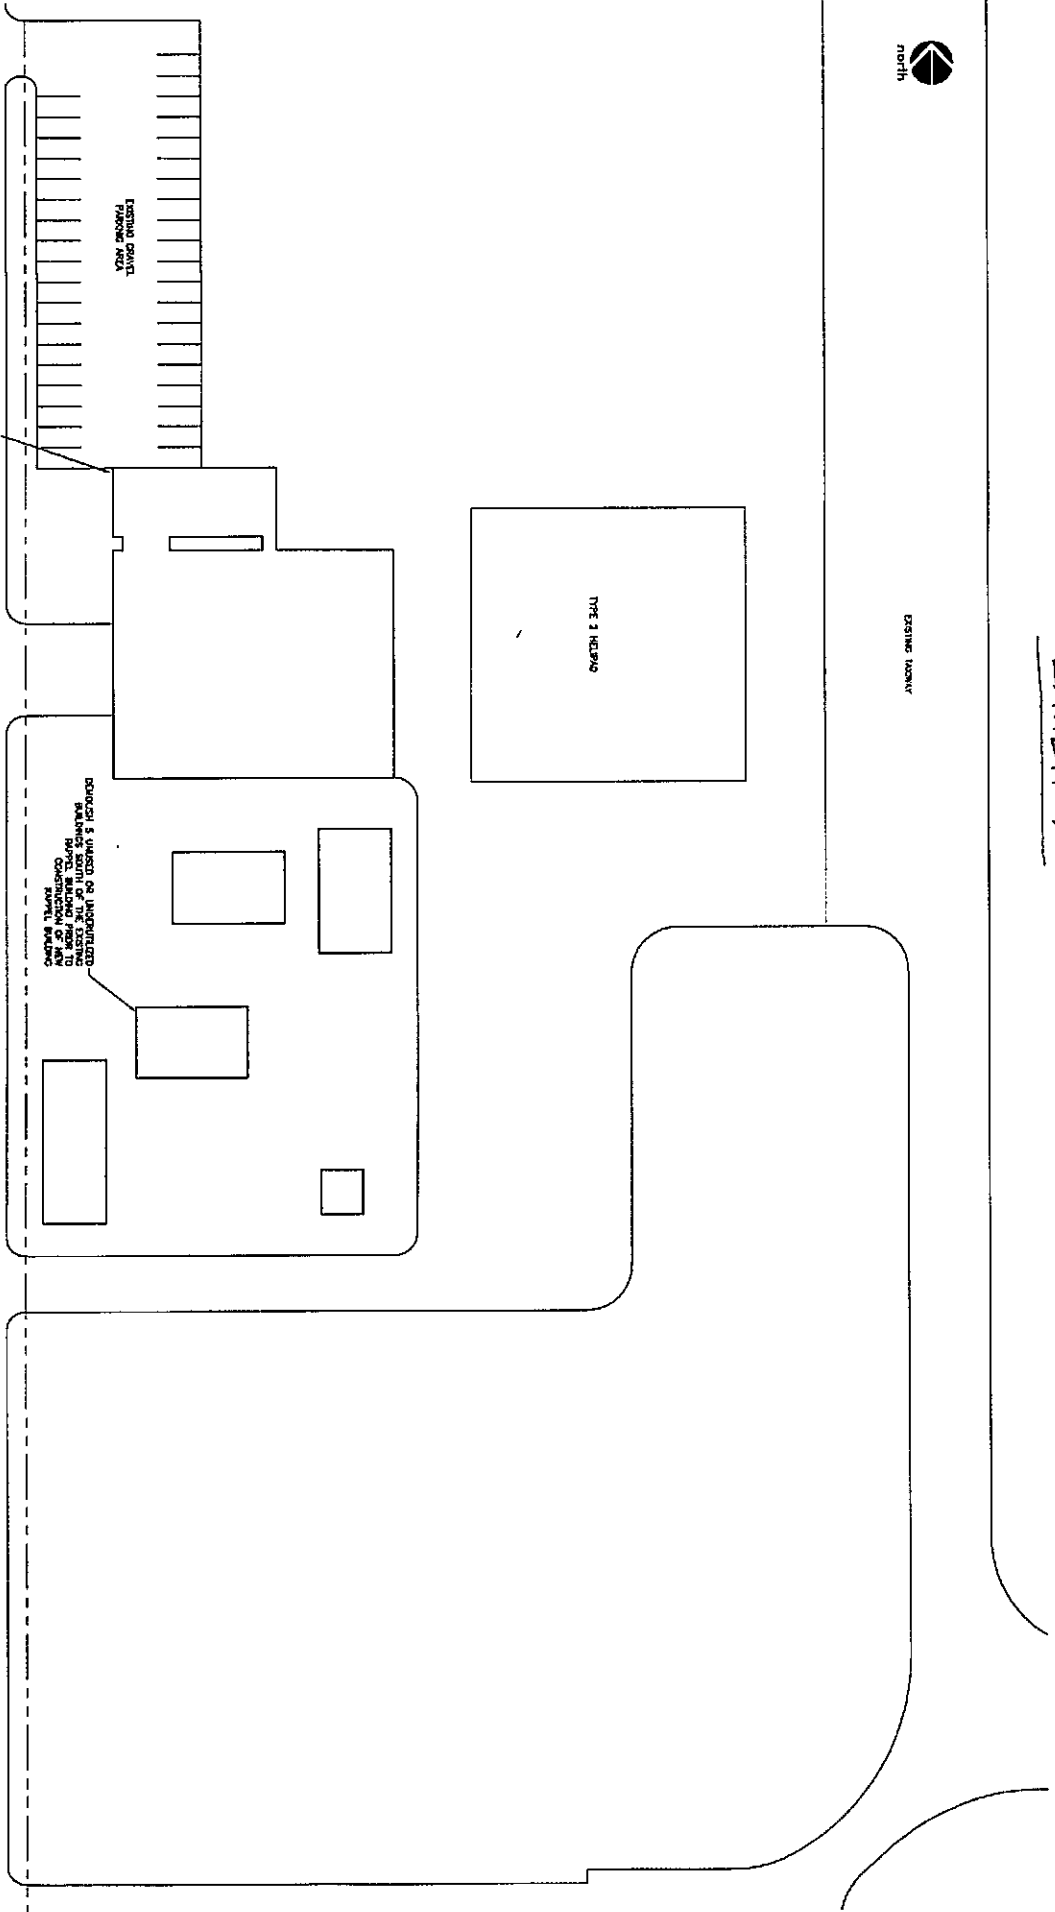 north
EXISTING GRAVEL
PARKING AREA
TYPE 2 HELIPAD
EXISTING TAXIWAY
DEMOLISH 5 UNUSED OR UNDERUTILIZED
BUILDINGS SOUTH OF THE EXISTING
RAPPEL BUILDING PRIOR TO
CONSTRUCTION OF NEW
RAPPEL BUILDING